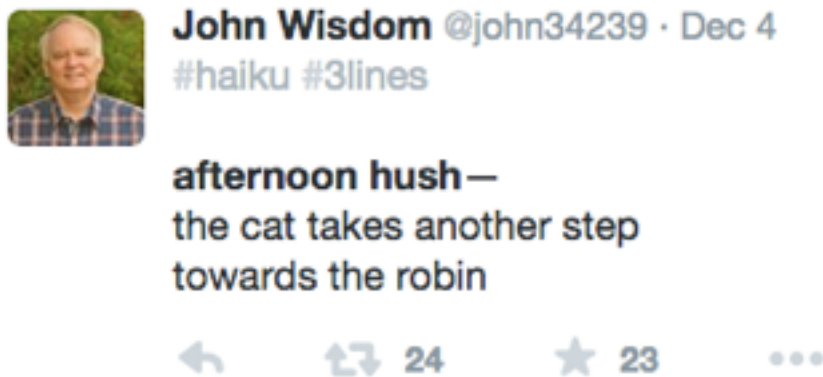 John Wisdom @john34239 · Dec 4
#haiku #3lines
afternoon hush—
the cat takes another step
towards the robin
24 23